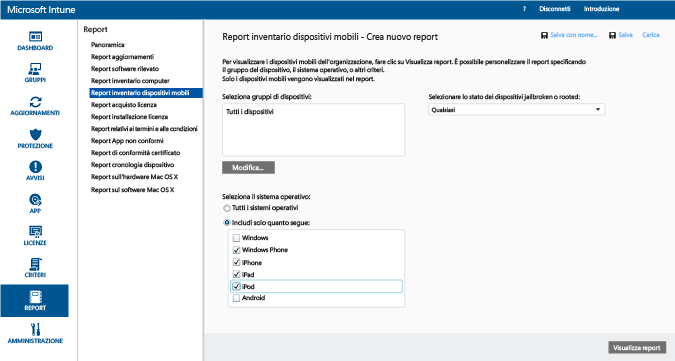 Microsoft Intune
? Disconnetti Introduzione
DASHBOARD
GRUPPI
AGGIORNAMENTI
PROTEZIONE
AVVISI
APP
LICENZE
CRITERI
REPORT
AMMINISTRAZIONE
Report
Panoramica
Report aggiornamenti
Report software rilevato
Report inventario computer
Report inventario dispositivi mobili
Report acquisto licenza
Report installazione licenza
Report relativi ai termini e alle condizioni
Report App non conformi
Report di conformità certificato
Report cronologia dispositivo
Report sull'hardware Mac OS X
Report sul software Mac OS X
Report inventario dispositivi mobili - Crea nuovo report
Salva con nome... Salva Carica
Per visualizzare i dispositivi mobili dell'organizzazione, fare clic su Visualizza report. È possibile personalizzare il report specificando
il gruppo del dispositivo, il sistema operativo, o altri criteri.
Solo i dispositivi mobili vengono visualizzati nel report.
Seleziona gruppi di dispositivi:
Tutti i dispositivi
Modifica...
Selezionare lo stato dei dispositivi jailbroken o rooted:
Qualsiasi
Seleziona il sistema operativo:
Tutti i sistemi operativi
Includi solo quanto segue:
Windows
Windows Phone
iPhone
iPad
iPod
Android
Visualizza report